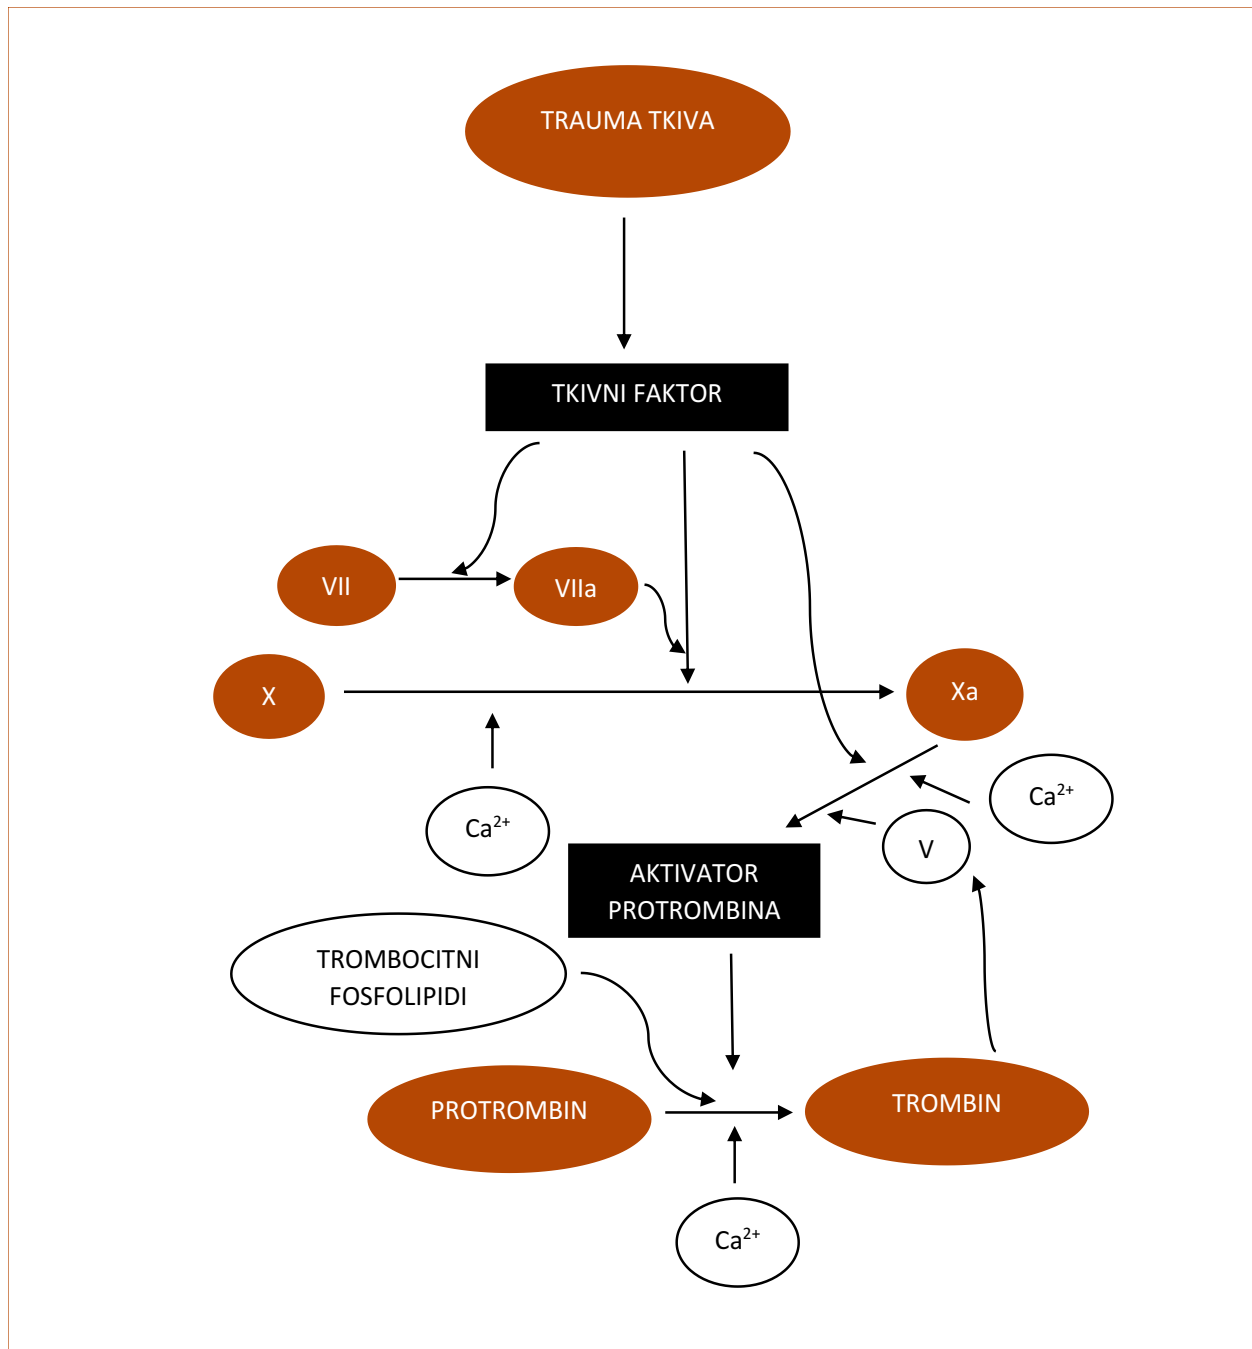 TRAUMA TKIVA
TKIVNI FAKTOR
VII
VIIa
X
Xa
Ca²⁺
Ca²⁺
V
AKTIVATOR
PROTROMBINA
TROMBOCITNI
FOSFOLIPIDI
PROTROMBIN
TROMBIN
Ca²⁺